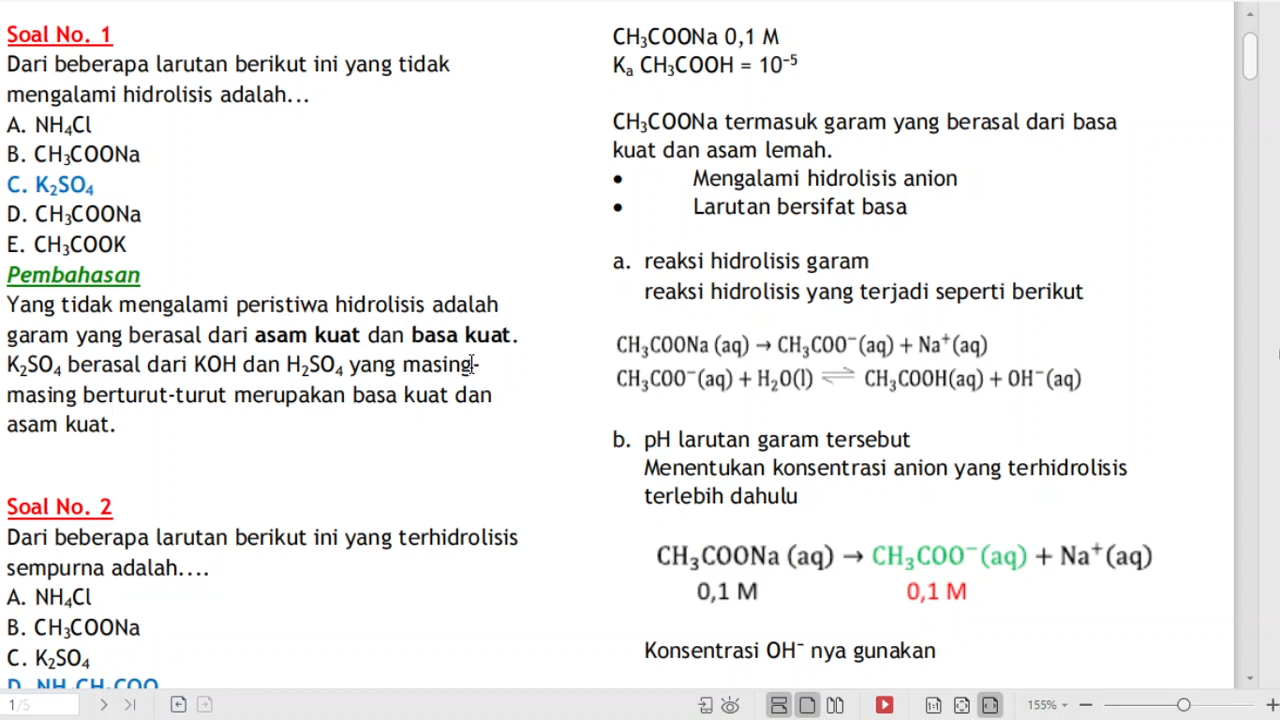 Soal No. 1
Dari beberapa larutan berikut ini yang tidak
mengalami hidrolisis adalah...
A. NH₄Cl
B. CH₃COONa
C. K₂SO₄
D. CH₃COONa
E. CH₃COOK
Pembahasan
Yang tidak mengalami peristiwa hidrolisis adalah
garam yang berasal dari asam kuat dan basa kuat.
K₂SO₄ berasal dari KOH dan H₂SO₄ yang masing-
masing berturut-turut merupakan basa kuat dan
asam kuat.
Soal No. 2
Dari beberapa larutan berikut ini yang terhidrolisis
sempurna adalah....
A. NH₄Cl
B. CH₃COONa
C. K₂SO₄
CH₃COONa 0,1 M
Kₐ CH₃COOH = 10⁻⁵
CH₃COONa termasuk garam yang berasal dari basa
kuat dan asam lemah.
• Mengalami hidrolisis anion
• Larutan bersifat basa
a. reaksi hidrolisis garam
reaksi hidrolisis yang terjadi seperti berikut
CH₃COONa (aq) → CH₃COO⁻(aq) + Na⁺(aq)
CH₃COO⁻(aq) + H₂O(l) ⇌ CH₃COOH(aq) + OH⁻(aq)
b. pH larutan garam tersebut
Menentukan konsentrasi anion yang terhidrolisis
terlebih dahulu
CH₃COONa (aq) → CH₃COO⁻(aq) + Na⁺(aq)
0,1 M 0,1 M
Konsentrasi OH⁻ nya gunakan
1/5
155%